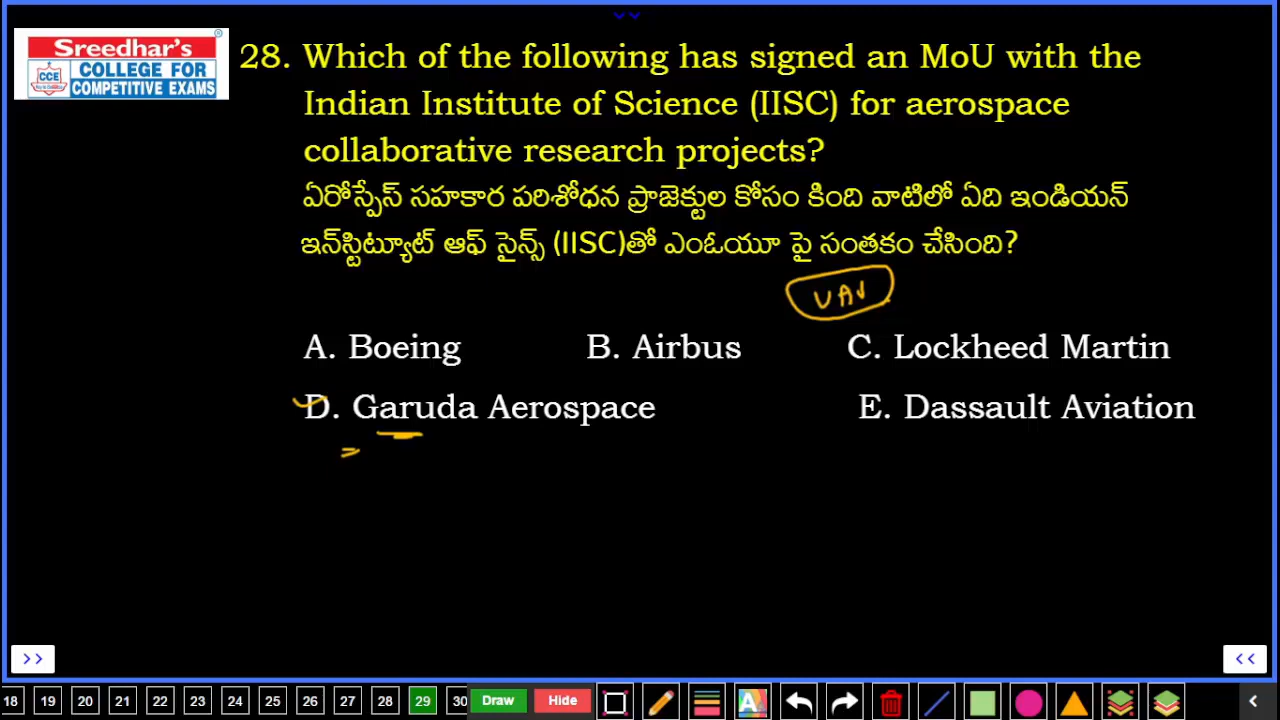 Sreedhar's
CCE
COLLEGE FOR
COMPETITIVE EXAMS
28. Which of the following has signed an MoU with the
Indian Institute of Science (IISC) for aerospace
collaborative research projects?
ఏరోస్పేస్ సహకార పరిశోధన ప్రాజెక్టుల కోసం కింది వాటిలో ఏది ఇండియన్
ఇన్‌స్టిట్యూట్ ఆఫ్ సైన్స్ (IISC)తో ఎంఓయూ పై సంతకం చేసింది?
UAV
A. Boeing B. Airbus C. Lockheed Martin
D. Garuda Aerospace E. Dassault Aviation
>> <<
18 19 20 21 22 23 24 25 26 27 28 29 30 Draw Hide A